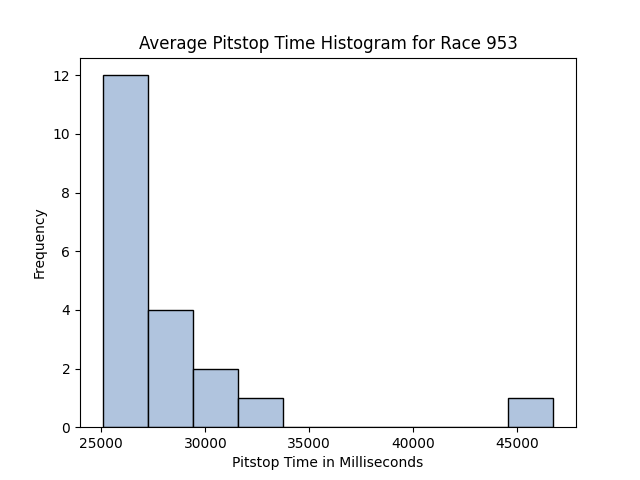 Average Pitstop Time Histogram for Race 953
12
10
8
6
4
2
0
Frequency
25000 30000 35000 40000 45000
Pitstop Time in Milliseconds